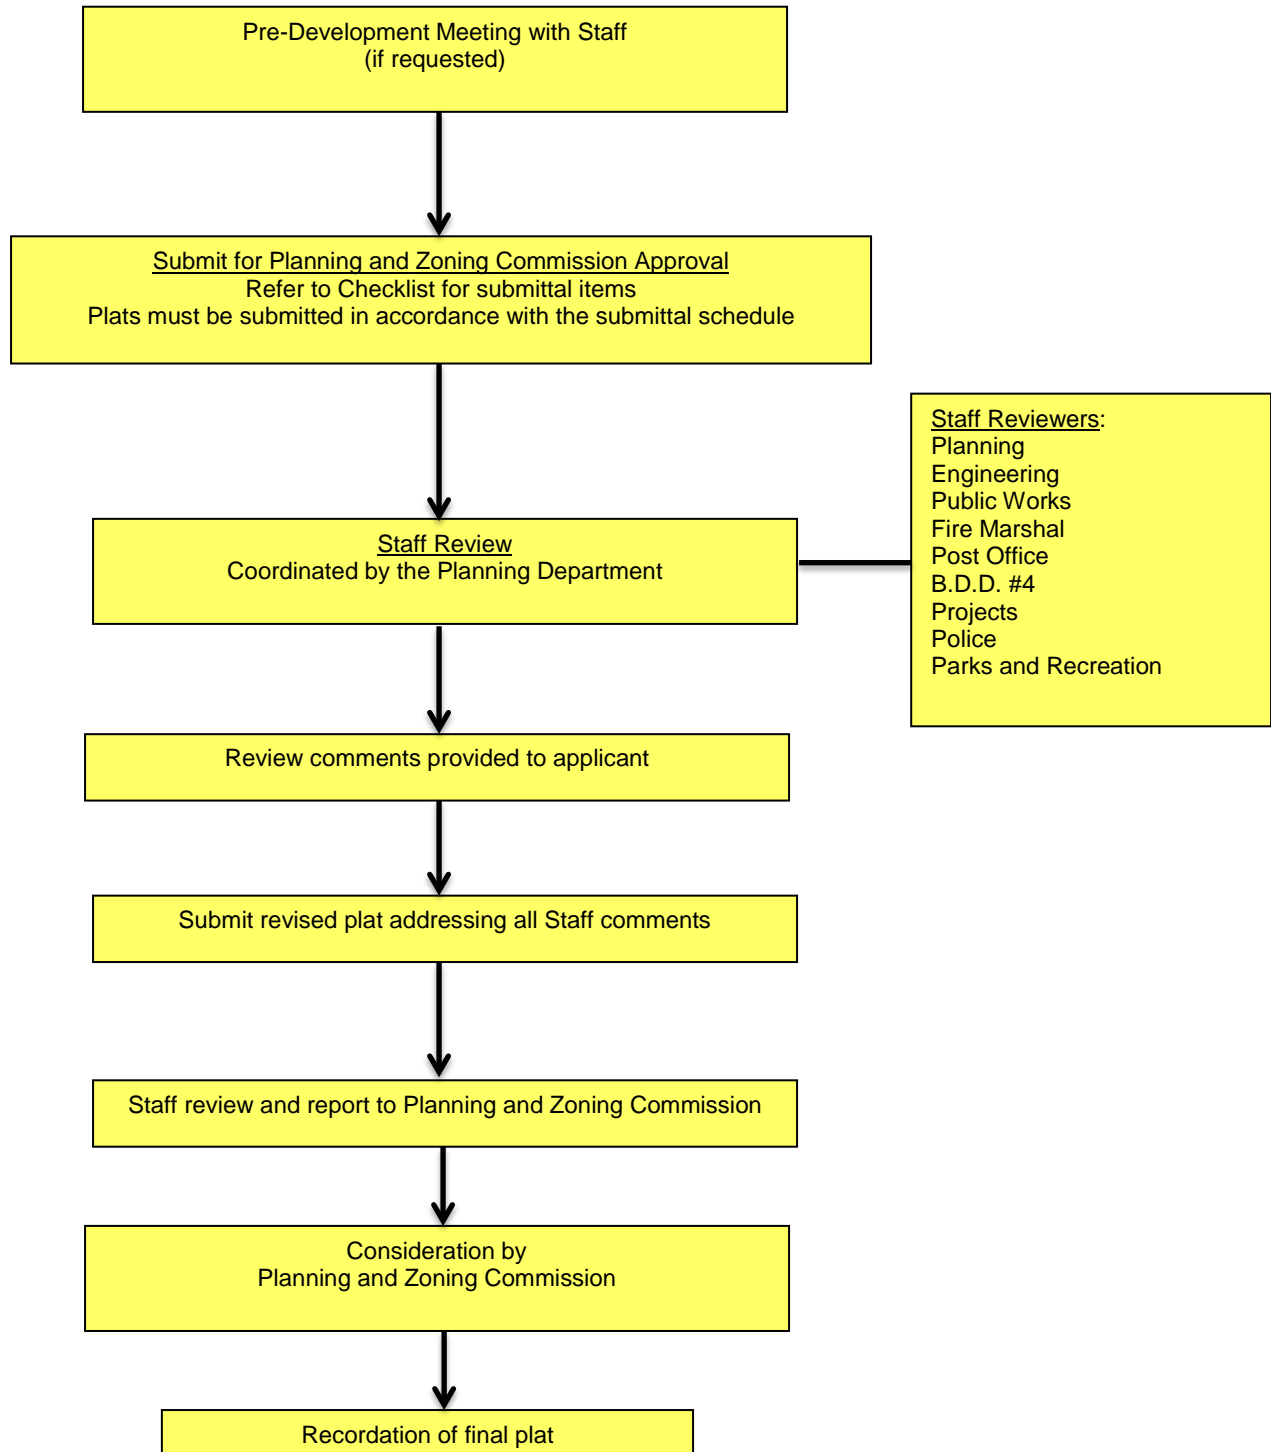 Pre-Development Meeting with Staff
(if requested)
Submit for Planning and Zoning Commission Approval
Refer to Checklist for submittal items
Plats must be submitted in accordance with the submittal schedule
Staff Review
Coordinated by the Planning Department
Staff Reviewers:
Planning
Engineering
Public Works
Fire Marshal
Post Office
B.D.D. #4
Projects
Police
Parks and Recreation
Review comments provided to applicant
Submit revised plat addressing all Staff comments
Staff review and report to Planning and Zoning Commission
Consideration by
Planning and Zoning Commission
Recordation of final plat